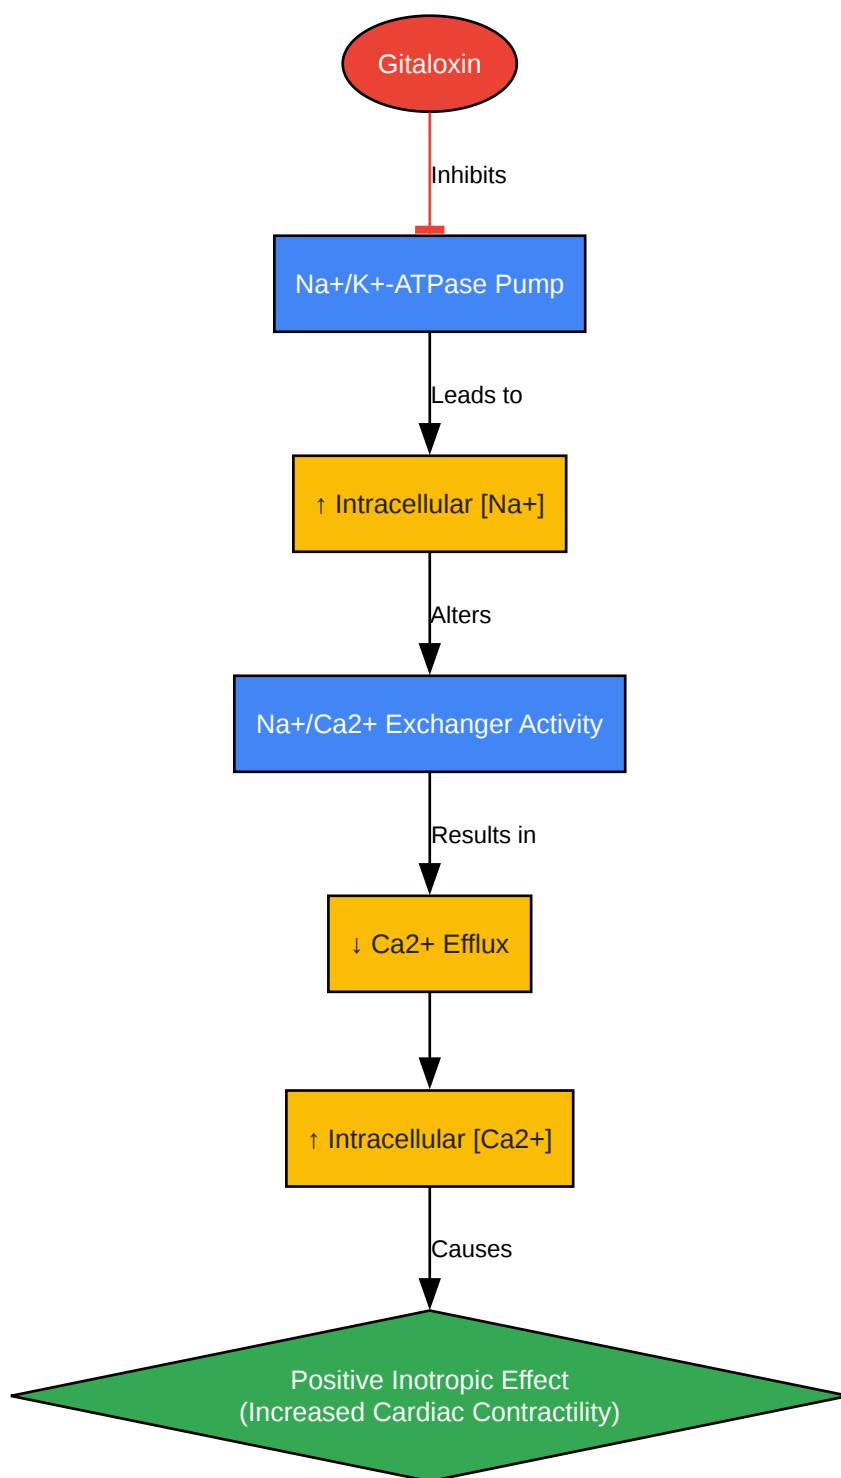 Gitaloxin
Inhibits
Na+/K+-ATPase Pump
Leads to
↑ Intracellular [Na+]
Alters
Na+/Ca2+ Exchanger Activity
Results in
↓ Ca2+ Efflux
↑ Intracellular [Ca2+]
Causes
Positive Inotropic Effect
(Increased Cardiac Contractility)